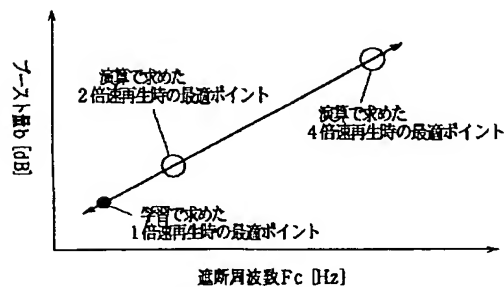 ブースト量b [dB]
演算で求めた
2倍速再生時の最適ポイント
演算で求めた
4倍速再生時の最適ポイント
学習で求めた
1倍速再生時の最適ポイント
遮断周波数Fc [Hz]